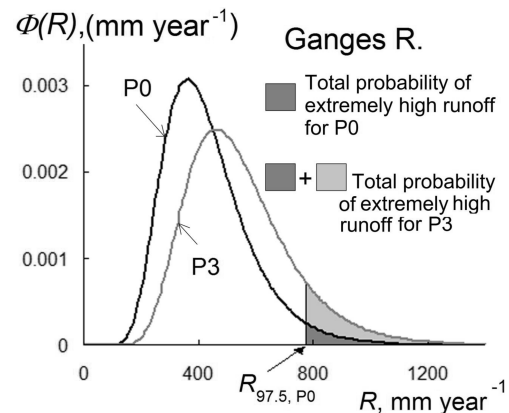 Φ(R),(mm year⁻¹)
Ganges R.
Total probability of
extremely high runoff
for P0
+ Total probability
of extremely high
runoff for P3
P0
P3
0.003
0.002
0.001
0
0 400 800 1200
R₉₇.₅, P0
R, mm year⁻¹